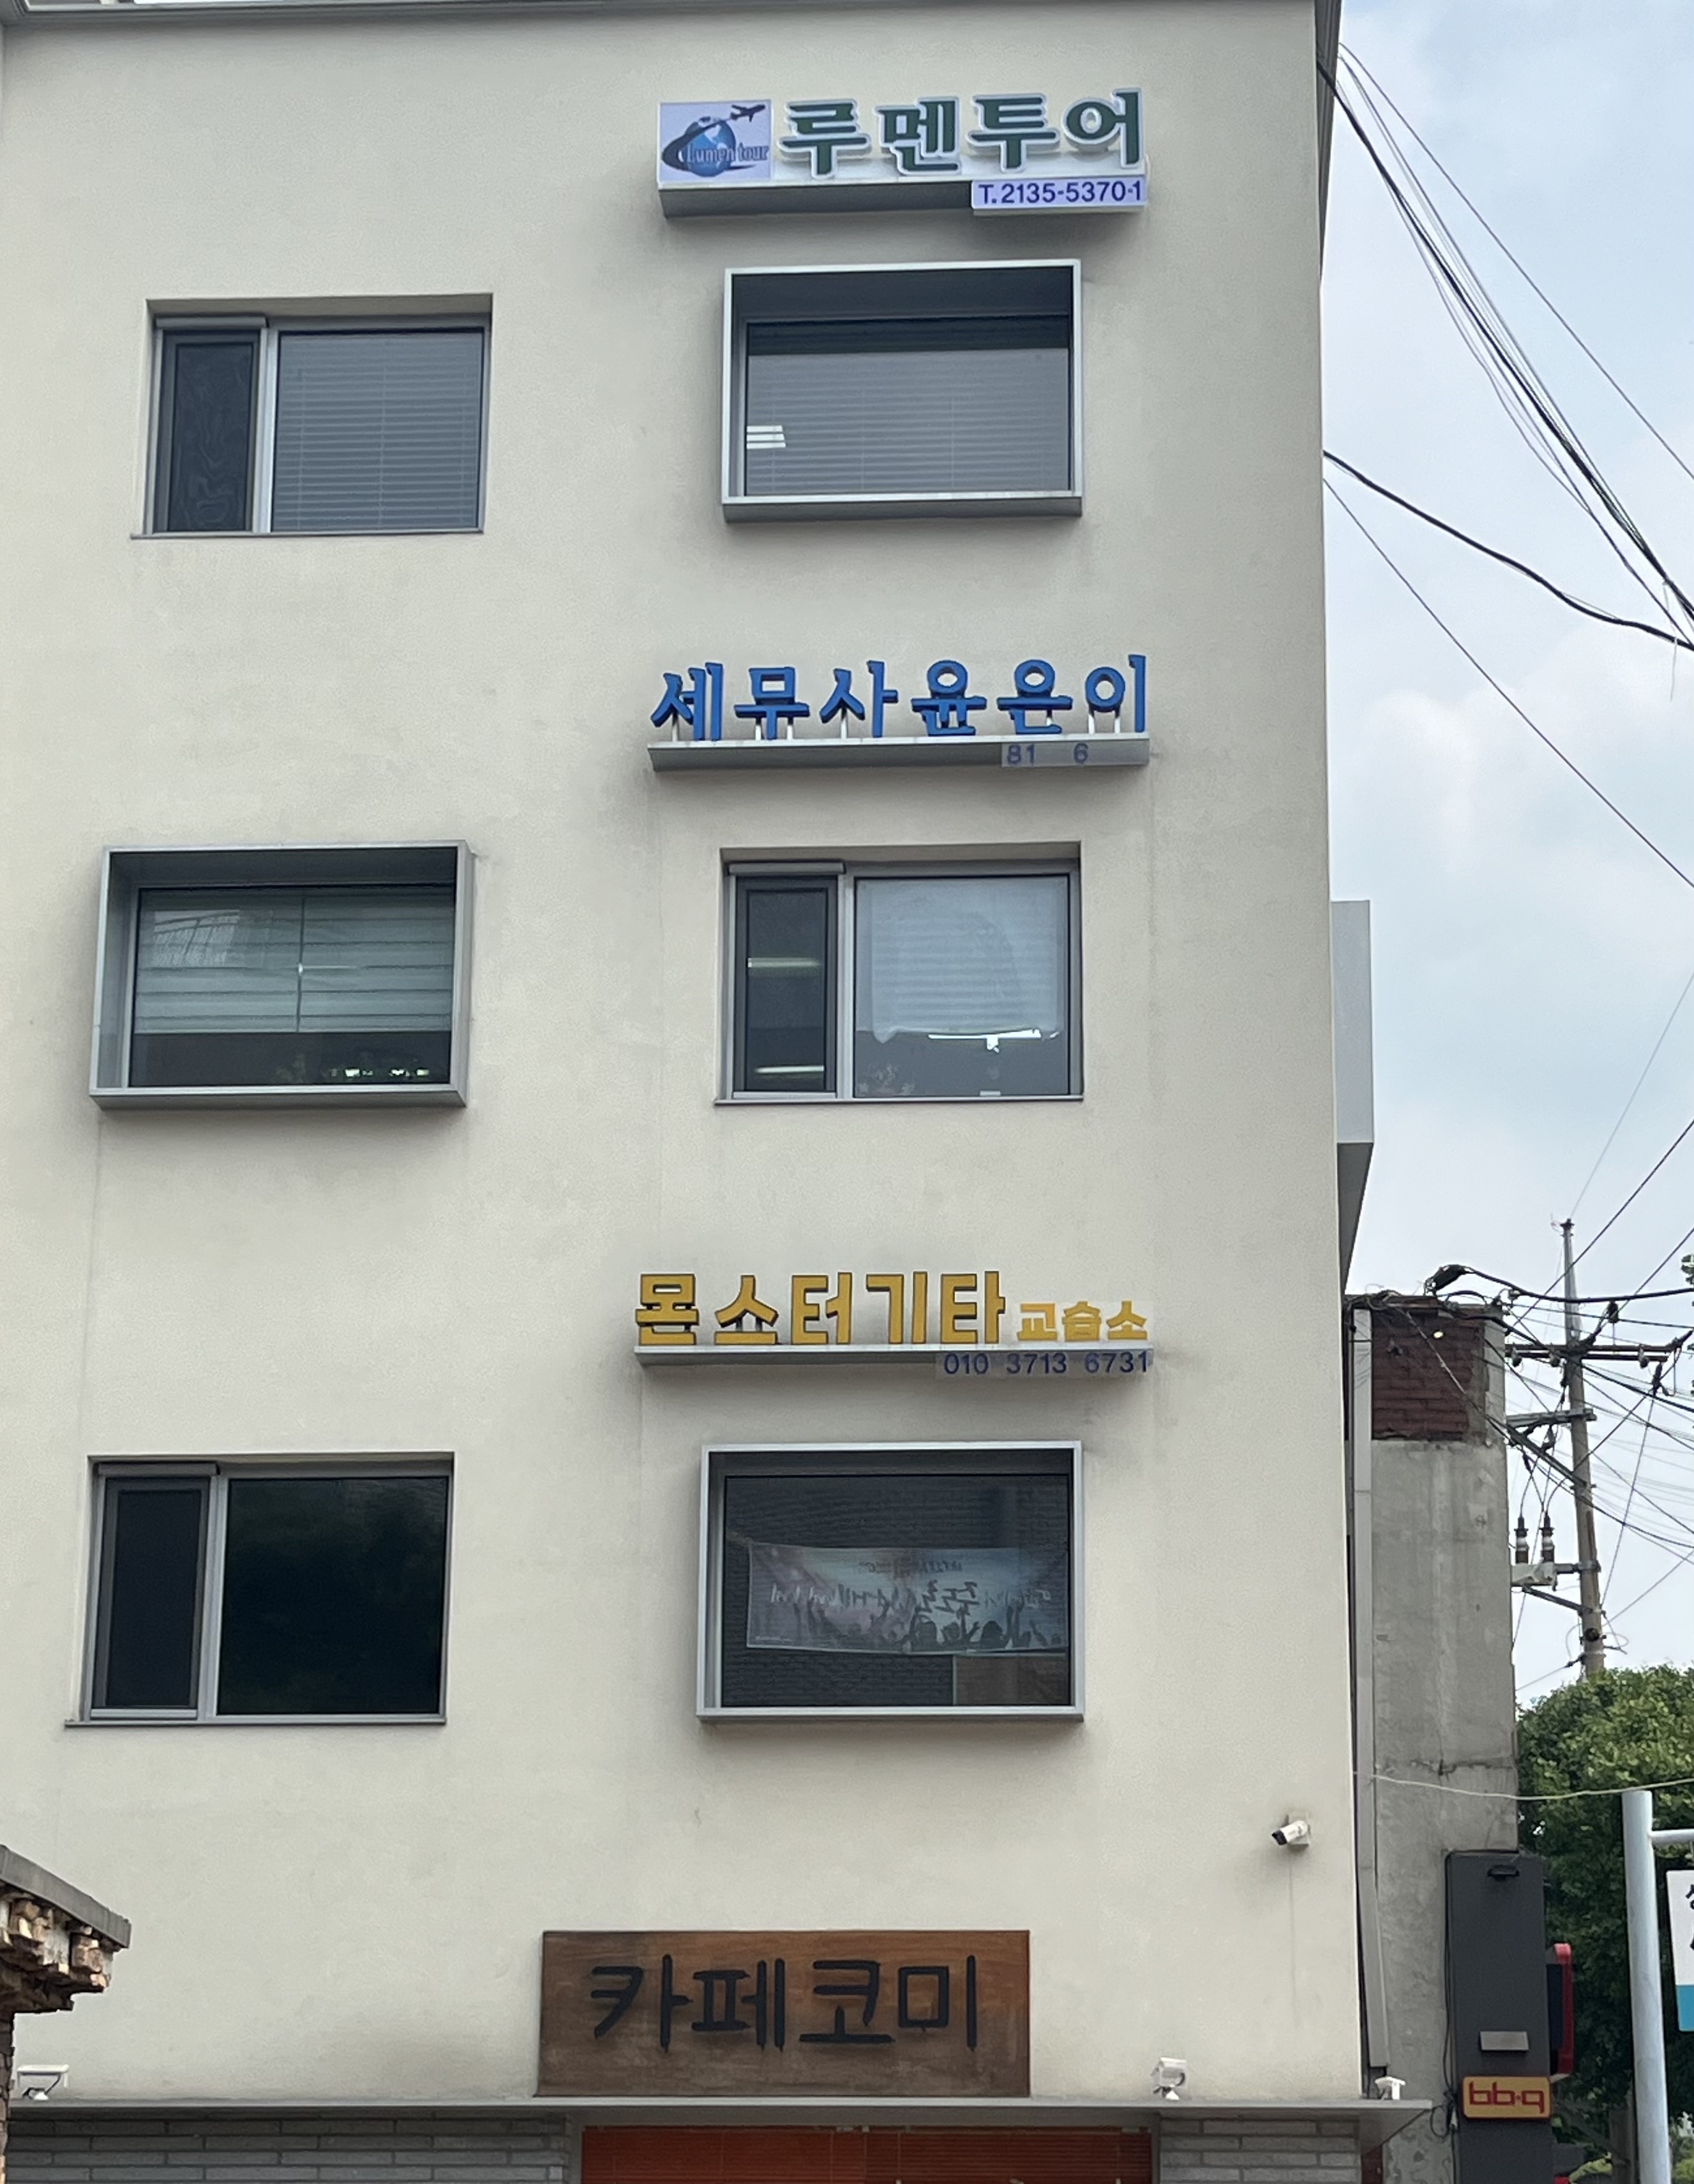 Lumen tour
루멘투어
T.2135-5370·1
세무사윤은이
81 6
몬스터기타교습소
010 3713 6731
카페코미
bb.q